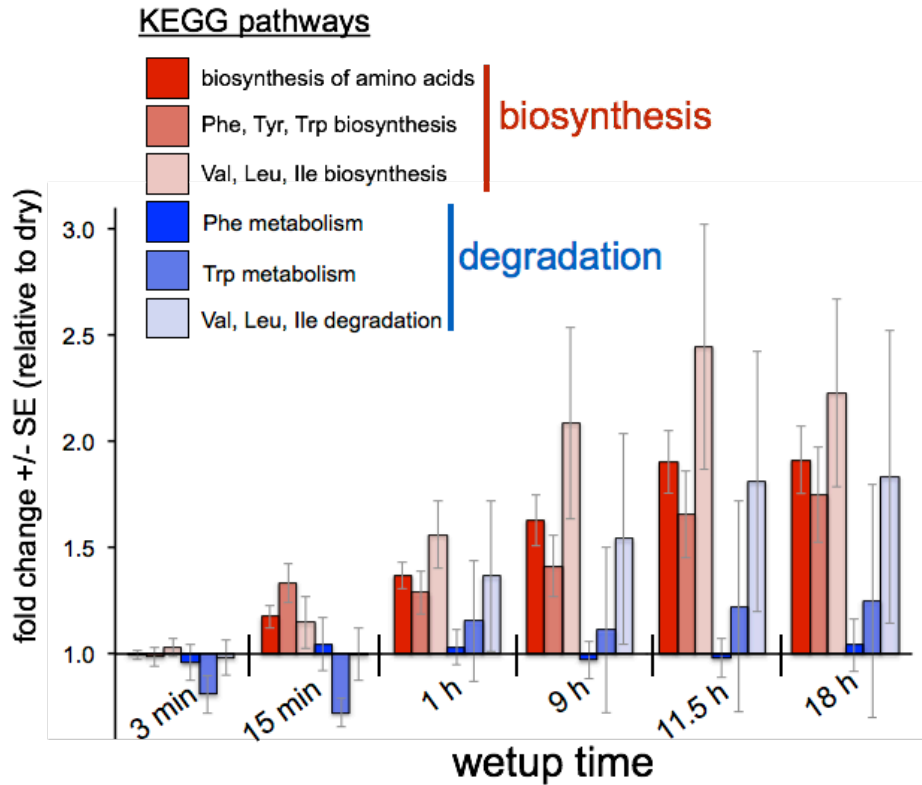 KEGG pathways
biosynthesis of amino acids
Phe, Tyr, Trp biosynthesis
Val, Leu, Ile biosynthesis
biosynthesis
Phe metabolism
Trp metabolism
Val, Leu, Ile degradation
degradation
fold change +/- SE (relative to dry)
3.0
2.5
2.0
1.5
1.0
3 min
15 min
1 h
9 h
11.5 h
18 h
wetup time